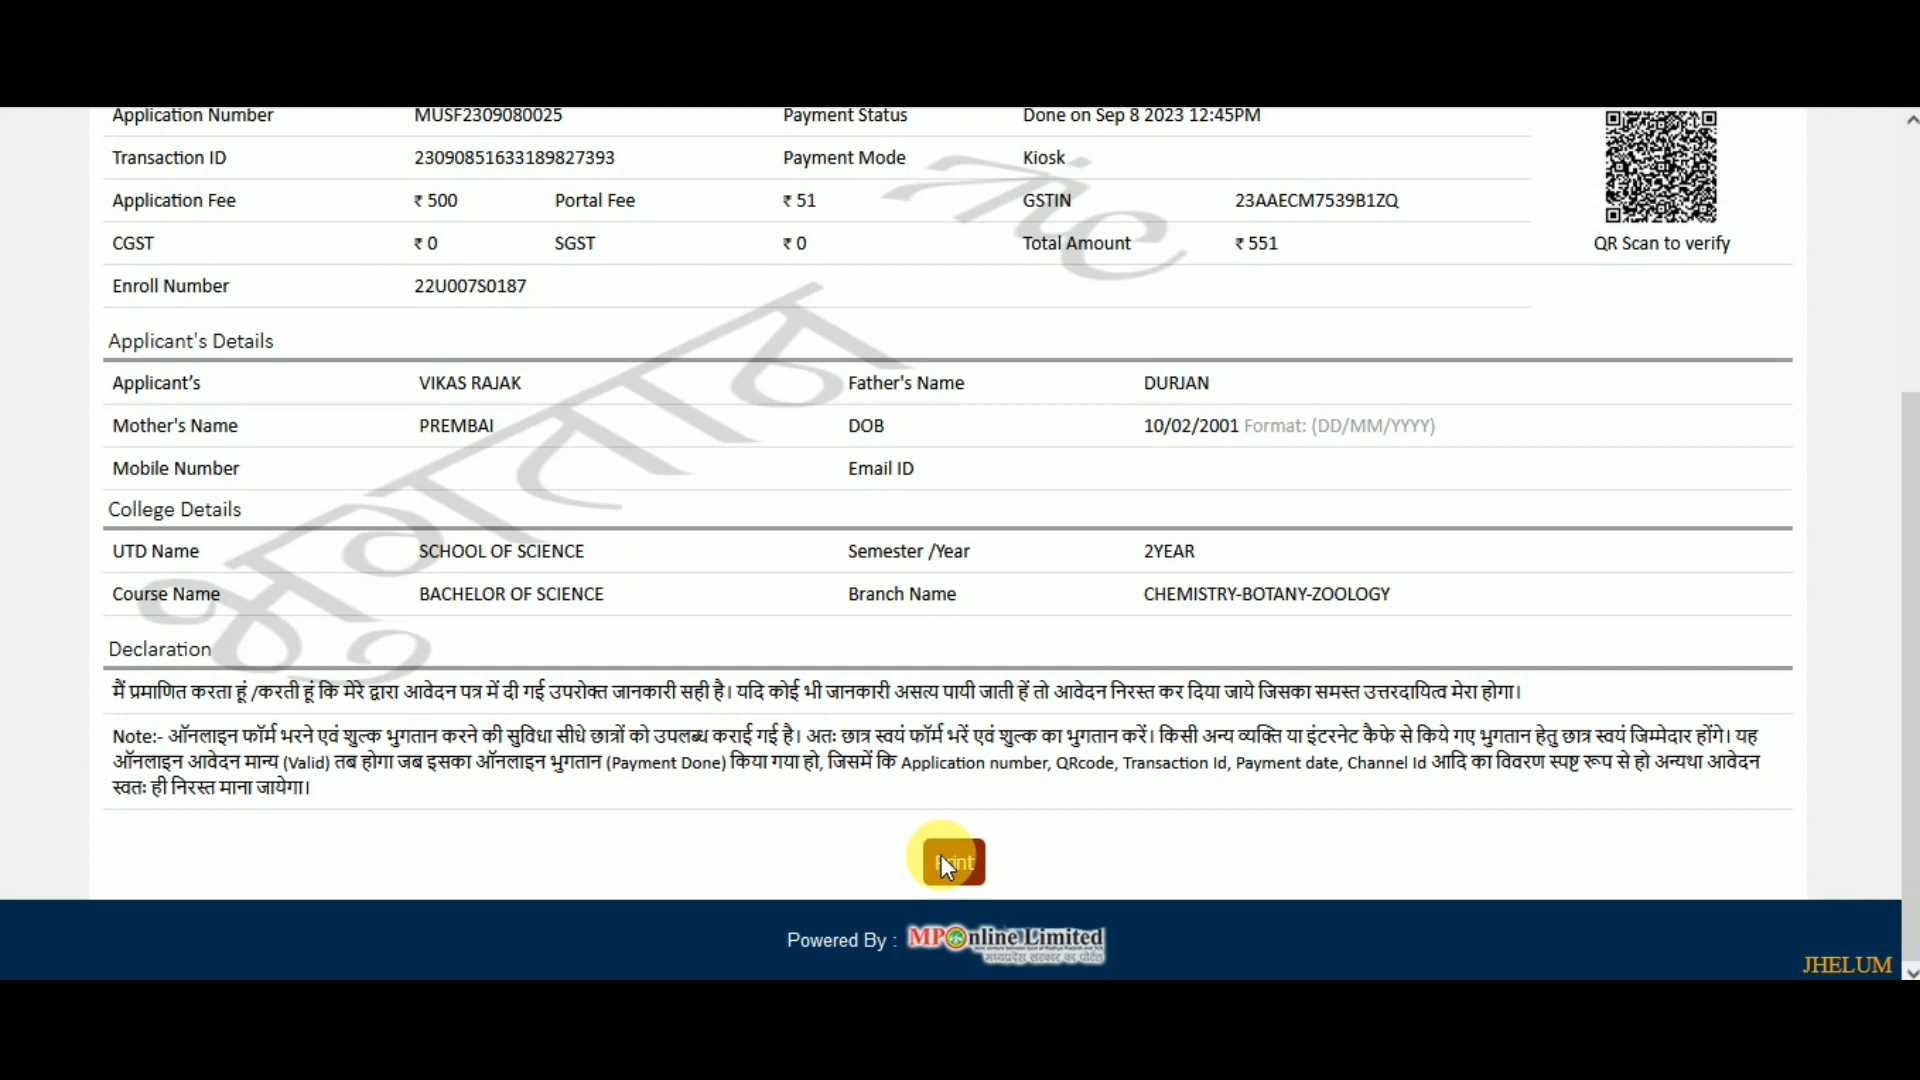 Application Number MUSF2309080025 Payment Status Done on Sep 8 2023 12:45PM
Transaction ID 23090851633189827393 Payment Mode Kiosk
Application Fee ₹ 500 Portal Fee ₹ 51 GSTIN 23AAECM7539B1ZQ
CGST ₹ 0 SGST ₹ 0 Total Amount ₹ 551 QR Scan to verify
Enroll Number 22U007S0187
Applicant's Details
Applicant’s VIKAS RAJAK Father's Name DURJAN
Mother's Name PREMBAI DOB 10/02/2001 Format: (DD/MM/YYYY)
Mobile Number Email ID
College Details
UTD Name SCHOOL OF SCIENCE Semester /Year 2YEAR
Course Name BACHELOR OF SCIENCE Branch Name CHEMISTRY-BOTANY-ZOOLOGY
Declaration
मैं प्रमाणित करता हूं /करती हूं कि मेरे द्वारा आवेदन पत्र में दी गई उपरोक्त जानकारी सही है। यदि कोई भी जानकारी असत्य पायी जाती हें तो आवेदन निरस्त कर दिया जाये जिसका समस्त उत्तरदायित्व मेरा होगा।
Note:- ऑनलाइन फॉर्म भरने एवं शुल्क भुगतान करने की सुविधा सीधे छात्रों को उपलब्ध कराई गई है। अतः छात्र स्वयं फॉर्म भरें एवं शुल्क का भुगतान करें। किसी अन्य व्यक्ति या इंटरनेट कैफे से किये गए भुगतान हेतु छात्र स्वयं जिम्मेदार होंगे। यह
ऑनलाइन आवेदन मान्य (Valid) तब होगा जब इसका ऑनलाइन भुगतान (Payment Done) किया गया हो, जिसमें कि Application number, QRcode, Transaction Id, Payment date, Channel Id आदि का विवरण स्पष्ट रूप से हो अन्यथा आवेदन
स्वतः ही निरस्त माना जायेगा।
Print
Powered By : MPOnline Limited
JHELUM